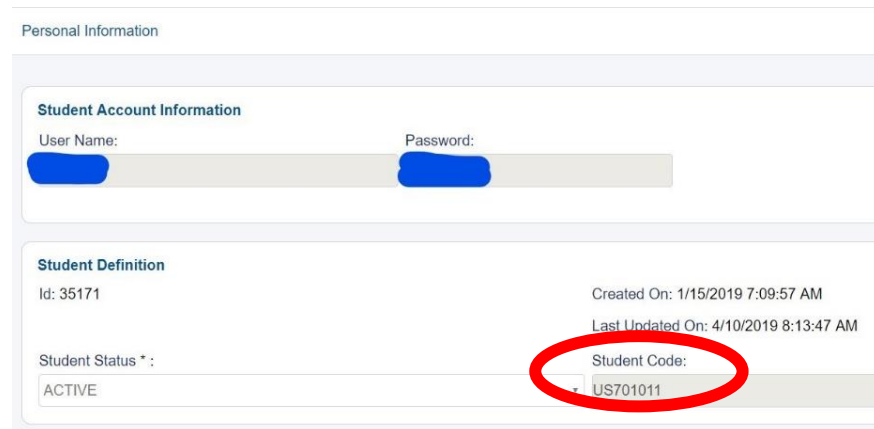 Personal Information
Student Account Information
User Name: Password:
Student Definition
Id: 35171 Created On: 1/15/2019 7:09:57 AM
Last Updated On: 4/10/2019 8:13:47 AM
Student Status * : Student Code:
ACTIVE US701011